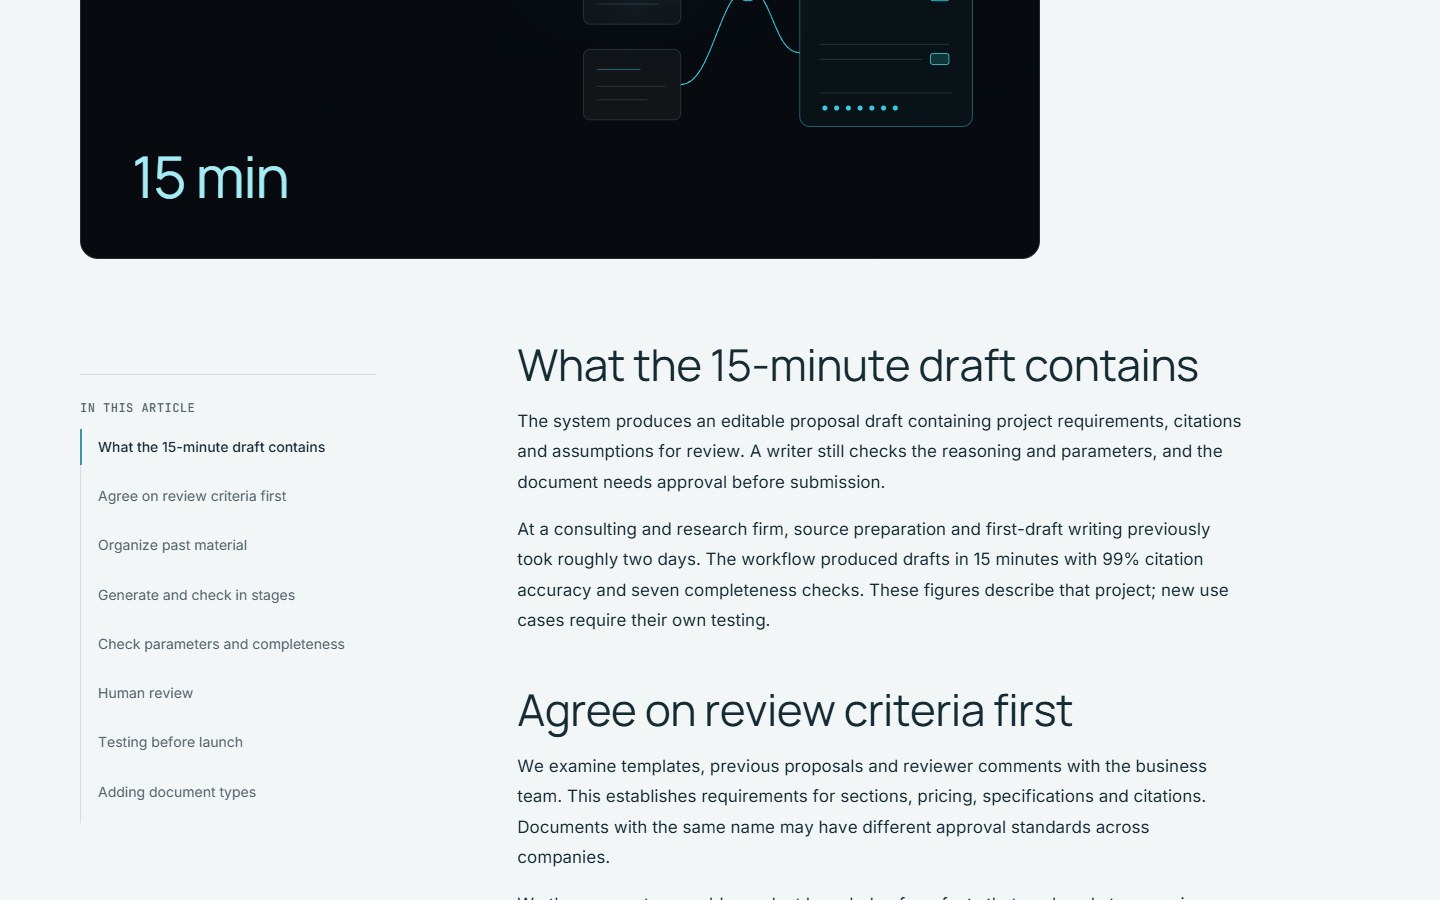 15 min
IN THIS ARTICLE
What the 15-minute draft contains
Agree on review criteria first
Organize past material
Generate and check in stages
Check parameters and completeness
Human review
Testing before launch
Adding document types
What the 15-minute draft contains
The system produces an editable proposal draft containing project requirements, citations
and assumptions for review. A writer still checks the reasoning and parameters, and the
document needs approval before submission.
At a consulting and research firm, source preparation and first-draft writing previously
took roughly two days. The workflow produced drafts in 15 minutes with 99% citation
accuracy and seven completeness checks. These figures describe that project; new use
cases require their own testing.
Agree on review criteria first
We examine templates, previous proposals and reviewer comments with the business
team. This establishes requirements for sections, pricing, specifications and citations.
Documents with the same name may have different approval standards across
companies.